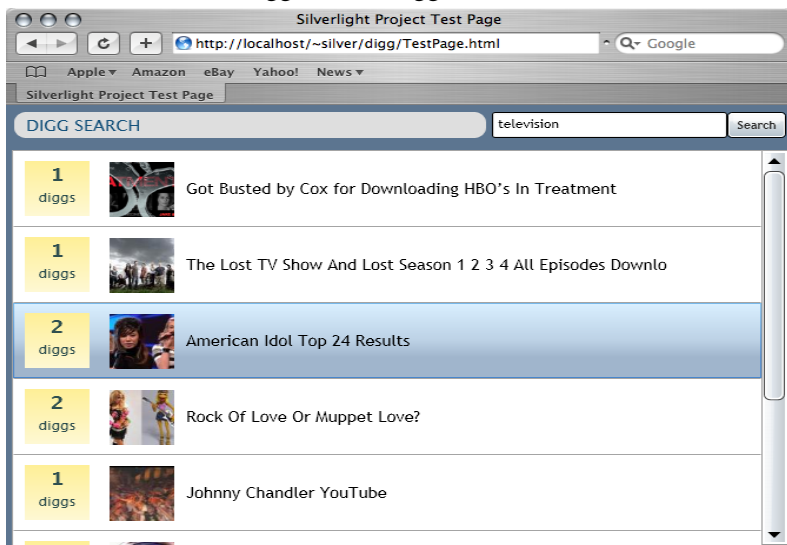 Silverlight Project Test Page
http://localhost/~silver/digg/TestPage.html
Google
Apple Amazon eBay Yahoo! News
Silverlight Project Test Page
DIGG SEARCH
television
Search
1
diggs
Got Busted by Cox for Downloading HBO's In Treatment
1
diggs
The Lost TV Show And Lost Season 1 2 3 4 All Episodes Downlo
2
diggs
American Idol Top 24 Results
2
diggs
Rock Of Love Or Muppet Love?
1
diggs
Johnny Chandler YouTube